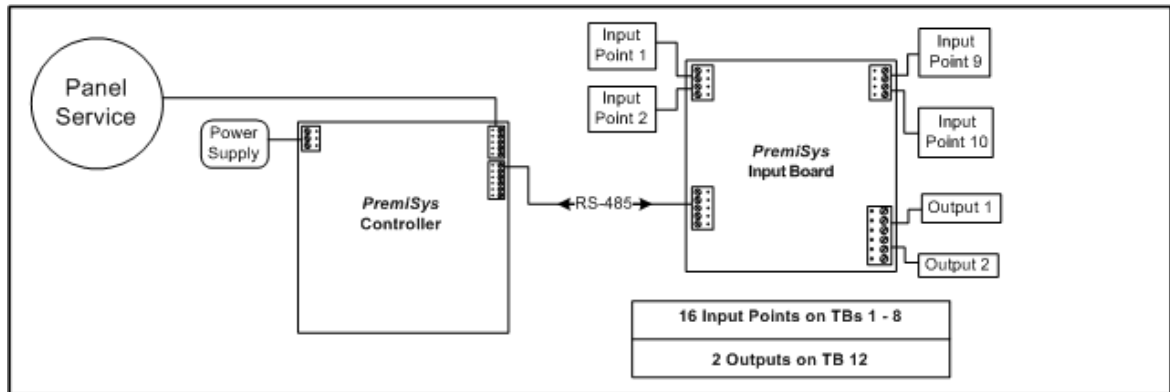 Panel
Service
Power
Supply
PremiSys
Controller
RS-485
Input
Point 1
Input
Point 2
PremiSys
Input Board
Input
Point 9
Input
Point 10
Output 1
Output 2
16 Input Points on TBs 1 - 8
2 Outputs on TB 12